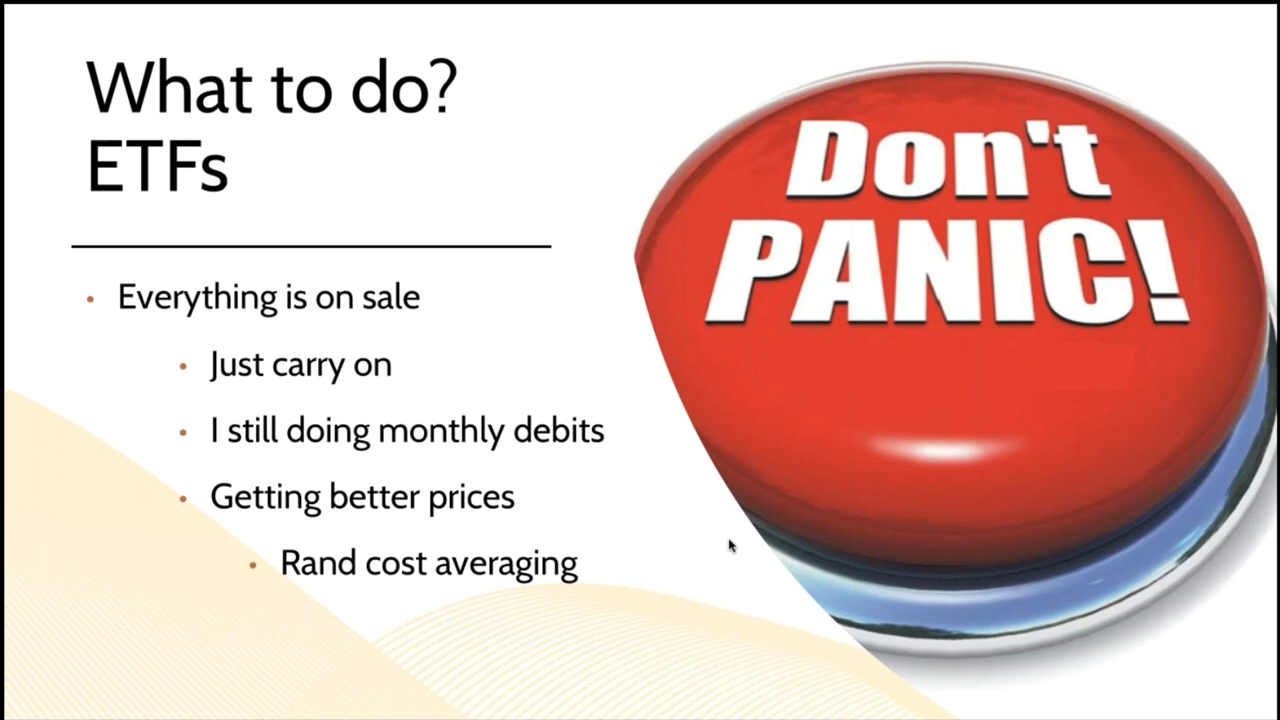 What to do?
ETFs
Everything is on sale
Just carry on
I still doing monthly debits
Getting better prices
Rand cost averaging
Don't
PANIC!